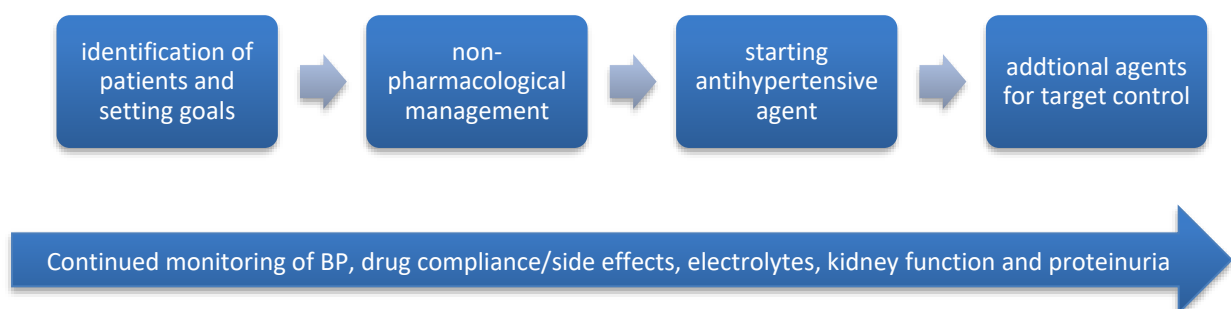 identification of
patients and
setting goals
non-
pharmacological
management
starting
antihypertensive
agent
addtional agents
for target control
Continued monitoring of BP, drug compliance/side effects, electrolytes, kidney function and proteinuria